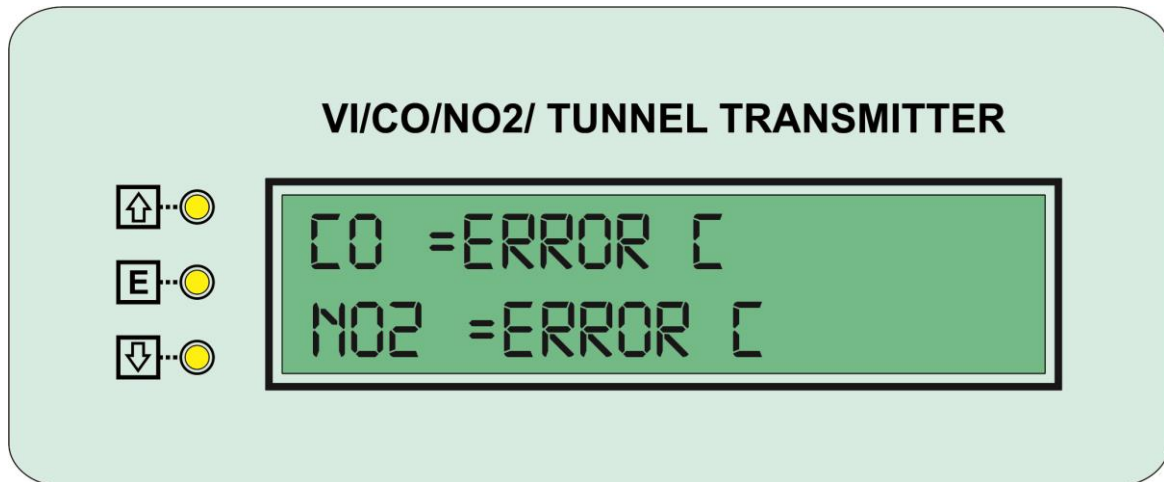 VI/CO/NO2/ TUNNEL TRANSMITTER
CO =ERROR C
E
NO2 =ERROR C